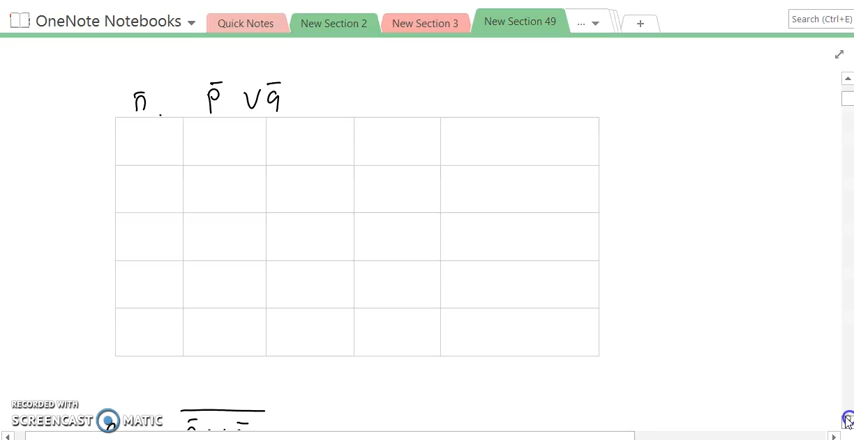 OneNote Notebooks Quick Notes New Section 2 New Section 3 New Section 49 ... + Search (Ctrl+E)
n̄. p̄ ∨ q̄
RECORDED WITH
SCREENCAST MATIC